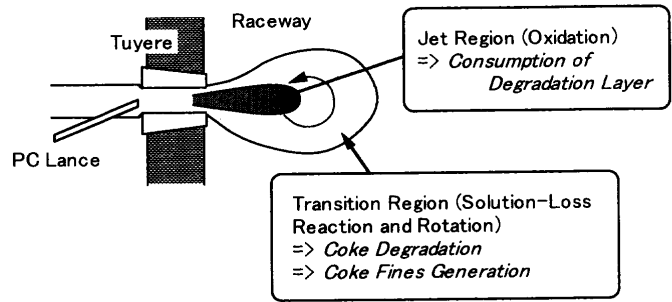 Raceway
Tuyere
Jet Region (Oxidation)
=> Consumption of
Degradation Layer
PC Lance
Transition Region (Solution-Loss
Reaction and Rotation)
=> Coke Degradation
=> Coke Fines Generation